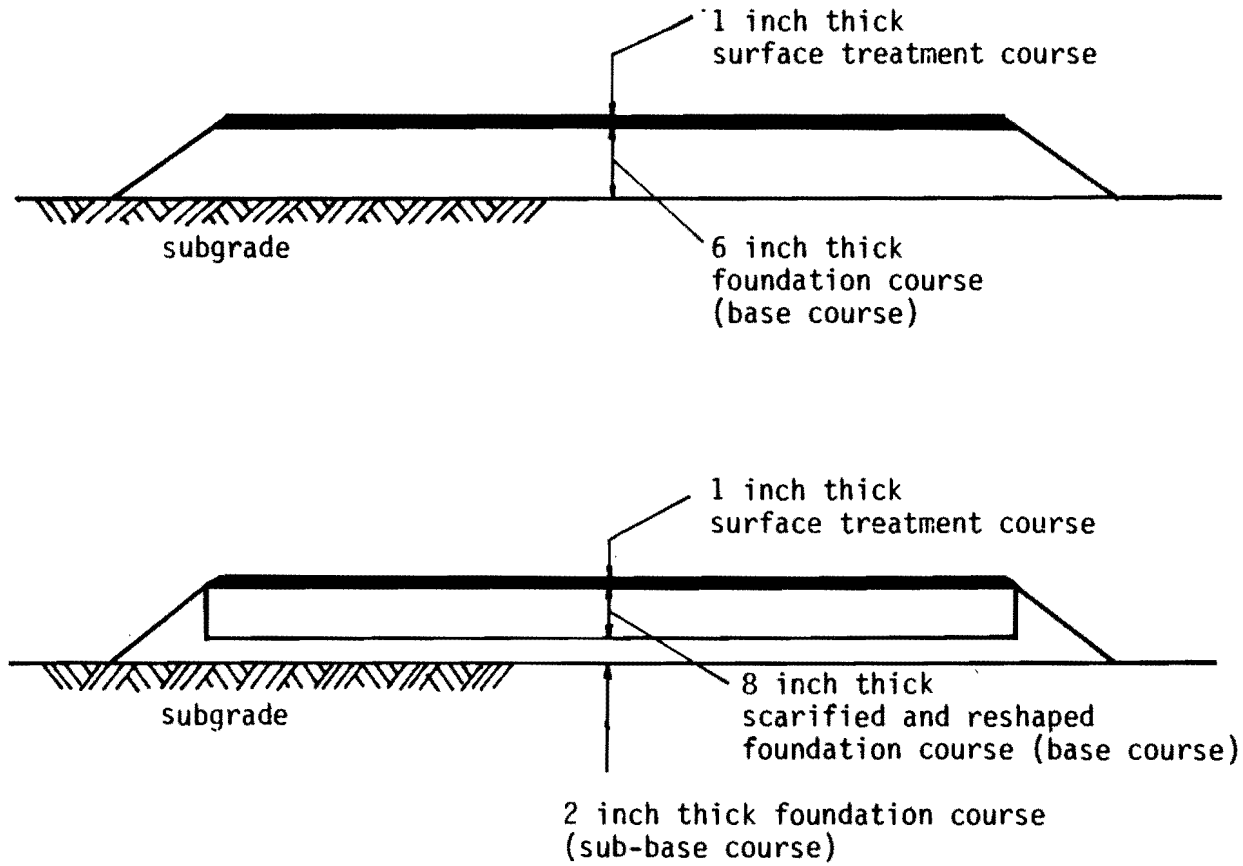 1 inch thick
surface treatment course
subgrade
6 inch thick
foundation course
(base course)
1 inch thick
surface treatment course
subgrade
8 inch thick
scarified and reshaped
foundation course (base course)
2 inch thick foundation course
(sub-base course)